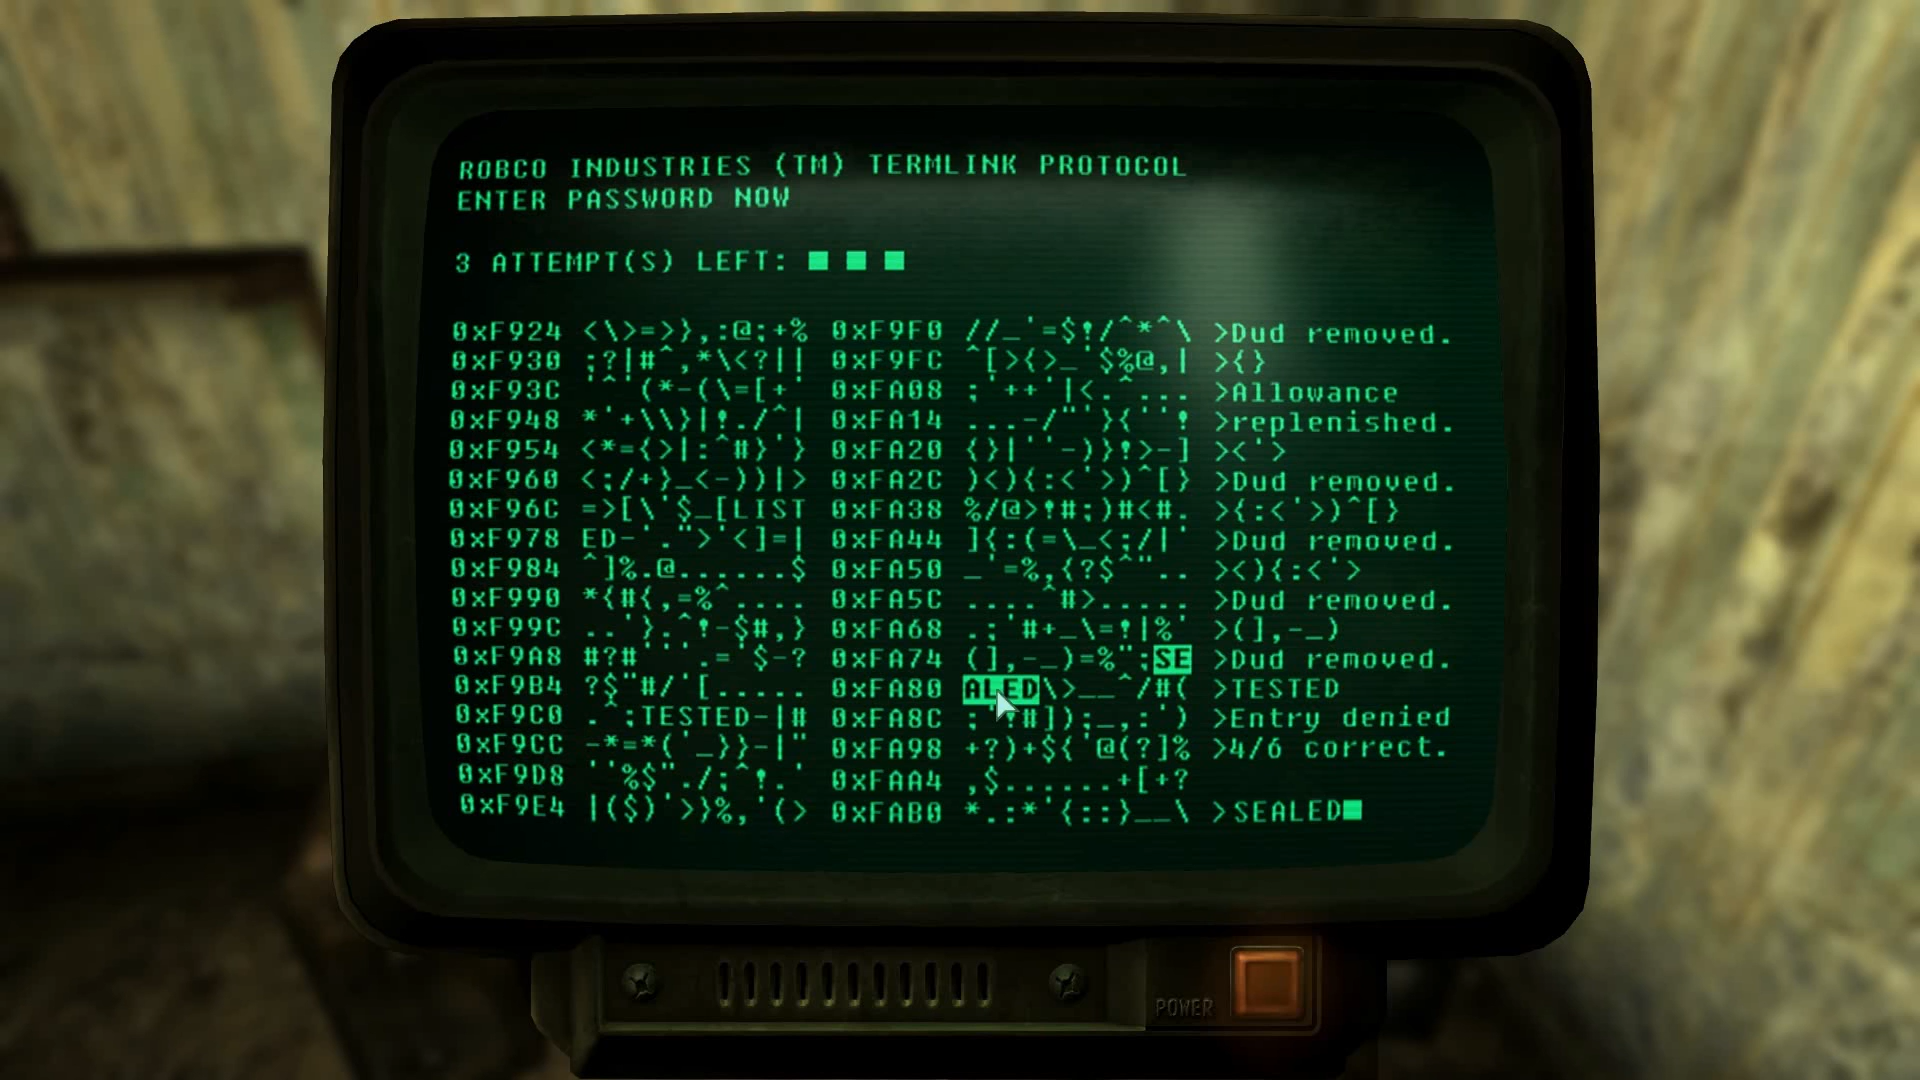 ROBCO INDUSTRIES (TM) TERMLINK PROTOCOL
ENTER PASSWORD NOW
3 ATTEMPT(S) LEFT: ■ ■ ■
0xF924 <\>=>},:@;+% 0xF9F0 //_'=$!/^*^\ >Dud removed.
0xF930 ;?|#^,*\<?|| 0xF9FC ^[>{>_'$%@,| >{}
0xF93C '^'(*-(\=[+' 0xFA08 ;'++'|<.^... >Allowance
0xF948 *'+\\}|!./^| 0xFA14 ...-/"'}{''! >replenished.
0xF954 <*={>|:^#}'} 0xFA20 {}|''-)}!>-] ><'>
0xF960 <;/+}_<-))|> 0xFA2C )<){:<'>)^[} >Dud removed.
0xF96C =>[\'$_[LIST 0xFA38 %/@>!#;)#<#. >{:<'>)^[}
0xF978 ED-'.">'<]=| 0xFA44 ]{:(=\_<;/|' >Dud removed.
0xF984 ^]%.@......$ 0xFA50 _'=%,{?$^".. ><){:<'>
0xF990 *{#{,=%^.... 0xFA5C ....^#>..... >Dud removed.
0xF99C ..'}.^!-$#,} 0xFA68 .;'#+_\=!|%' >(],-_)
0xF9A8 #?#'''.='$-? 0xFA74 (],-_)=%";SE >Dud removed.
0xF9B4 ?$"#/'[..... 0xFA80 ALED\>__^/#( >TESTED
0xF9C0 .^;TESTED-|# 0xFA8C ;'!#]);_,:') >Entry denied
0xF9CC -*=*('_}}-|" 0xFA98 +?)+${'@(?]% >4/6 correct.
0xF9D8 ''%$"./;^!.' 0xFAA4 ,$......+[+?
0xF9E4 |($)'>}%,'(> 0xFAB0 *.:*'{::}__\ >SEALED■
POWER